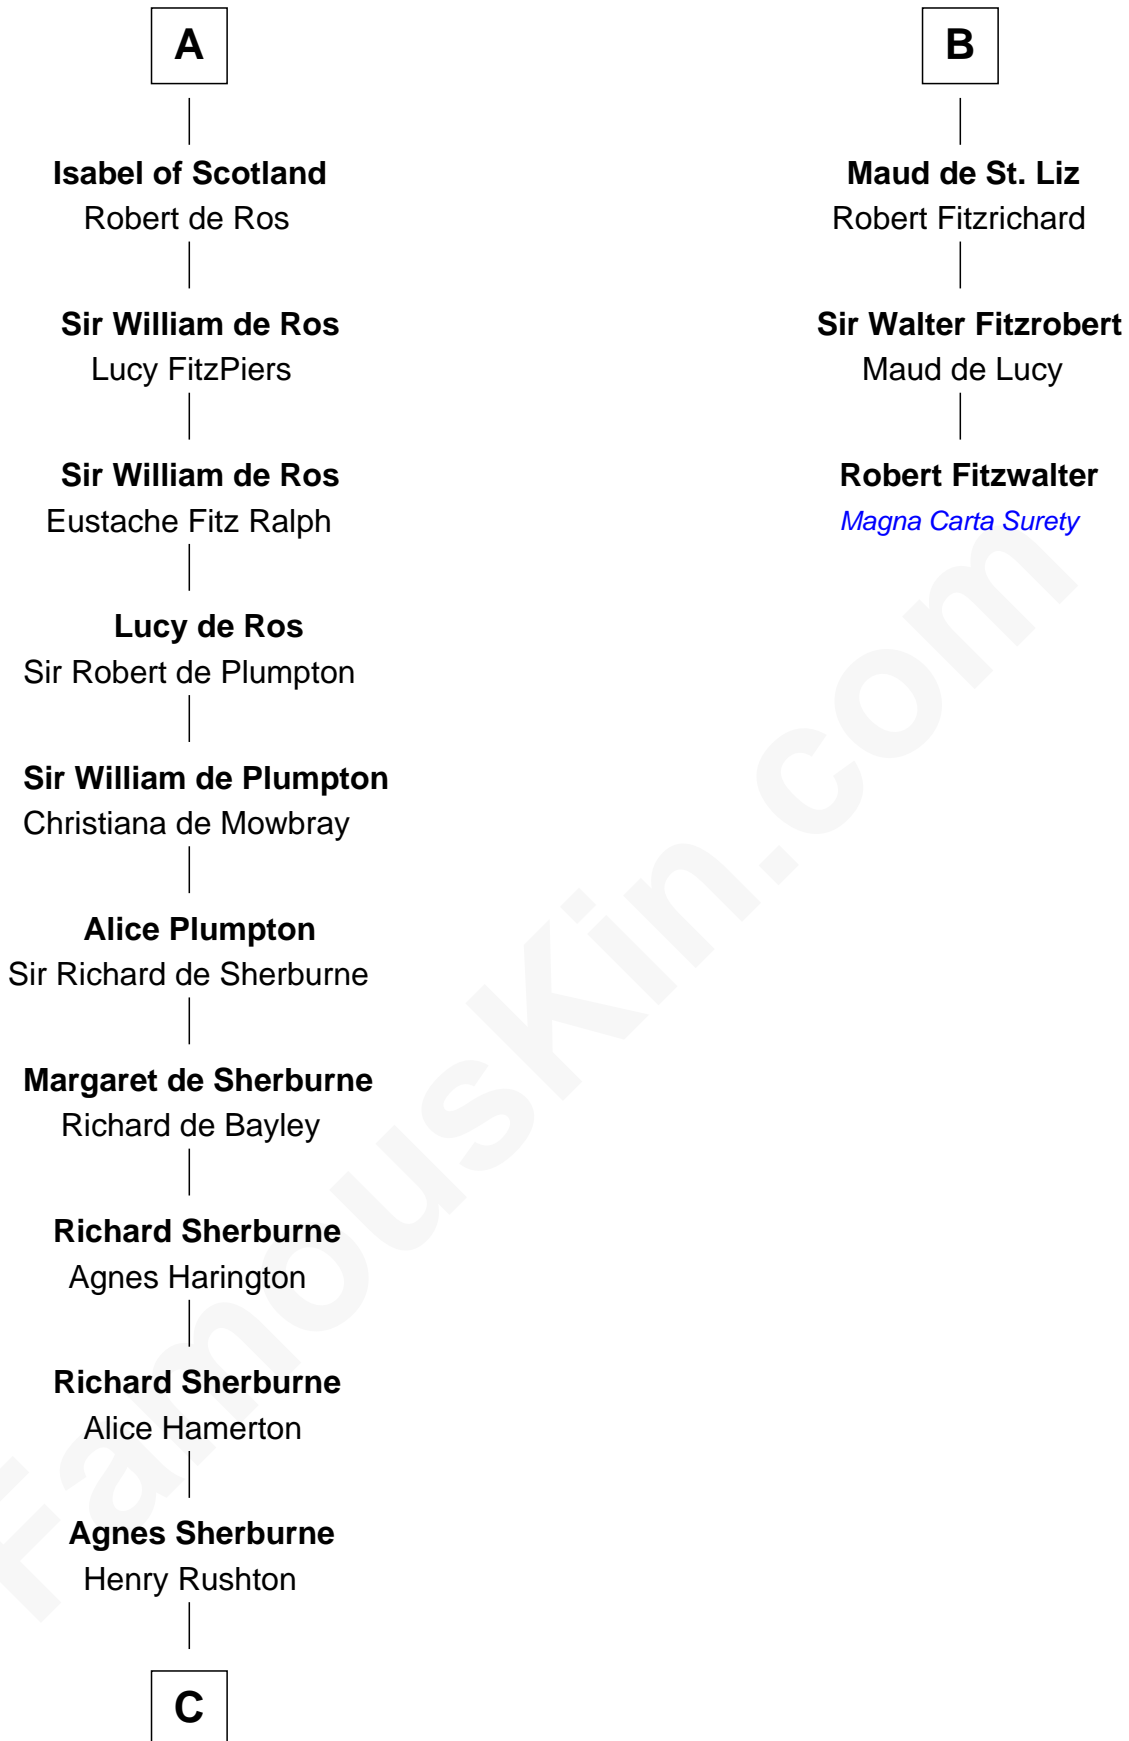 A
Isabel of Scotland
Robert de Ros
Sir William de Ros
Lucy FitzPiers
Sir William de Ros
Eustache Fitz Ralph
Lucy de Ros
Sir Robert de Plumpton
Sir William de Plumpton
Christiana de Mowbray
Alice Plumpton
Sir Richard de Sherburne
Margaret de Sherburne
Richard de Bayley
Richard Sherburne
Agnes Harington
Richard Sherburne
Alice Hamerton
Agnes Sherburne
Henry Rushton
C
B
Maud de St. Liz
Robert Fitzrichard
Sir Walter Fitzrobert
Maud de Lucy
Robert Fitzwalter
Magna Carta Surety
FamousKin.com